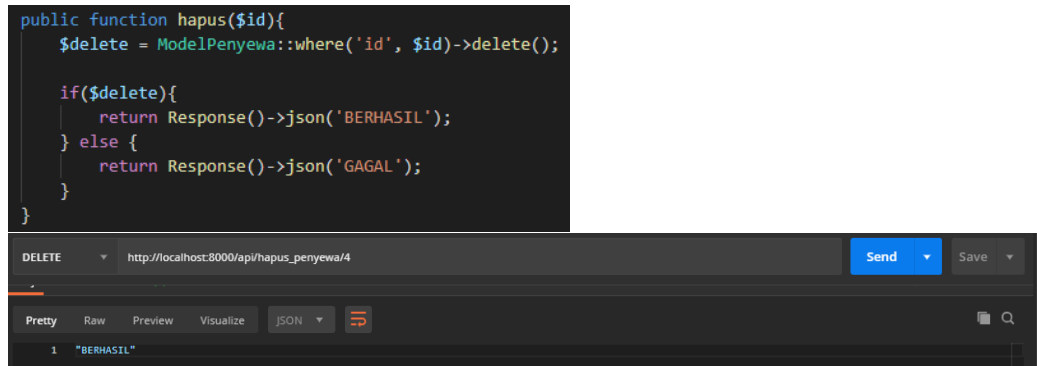 public function hapus($id){
    $delete = ModelPenyewa::where('id', $id)->delete();
    if($delete){
        return Response()->json('BERHASIL');
    } else {
        return Response()->json('GAGAL');
    }
}
DELETE http://localhost:8000/api/hapus_penyewa/4 Send Save
Pretty Raw Preview Visualize JSON
1 "BERHASIL"